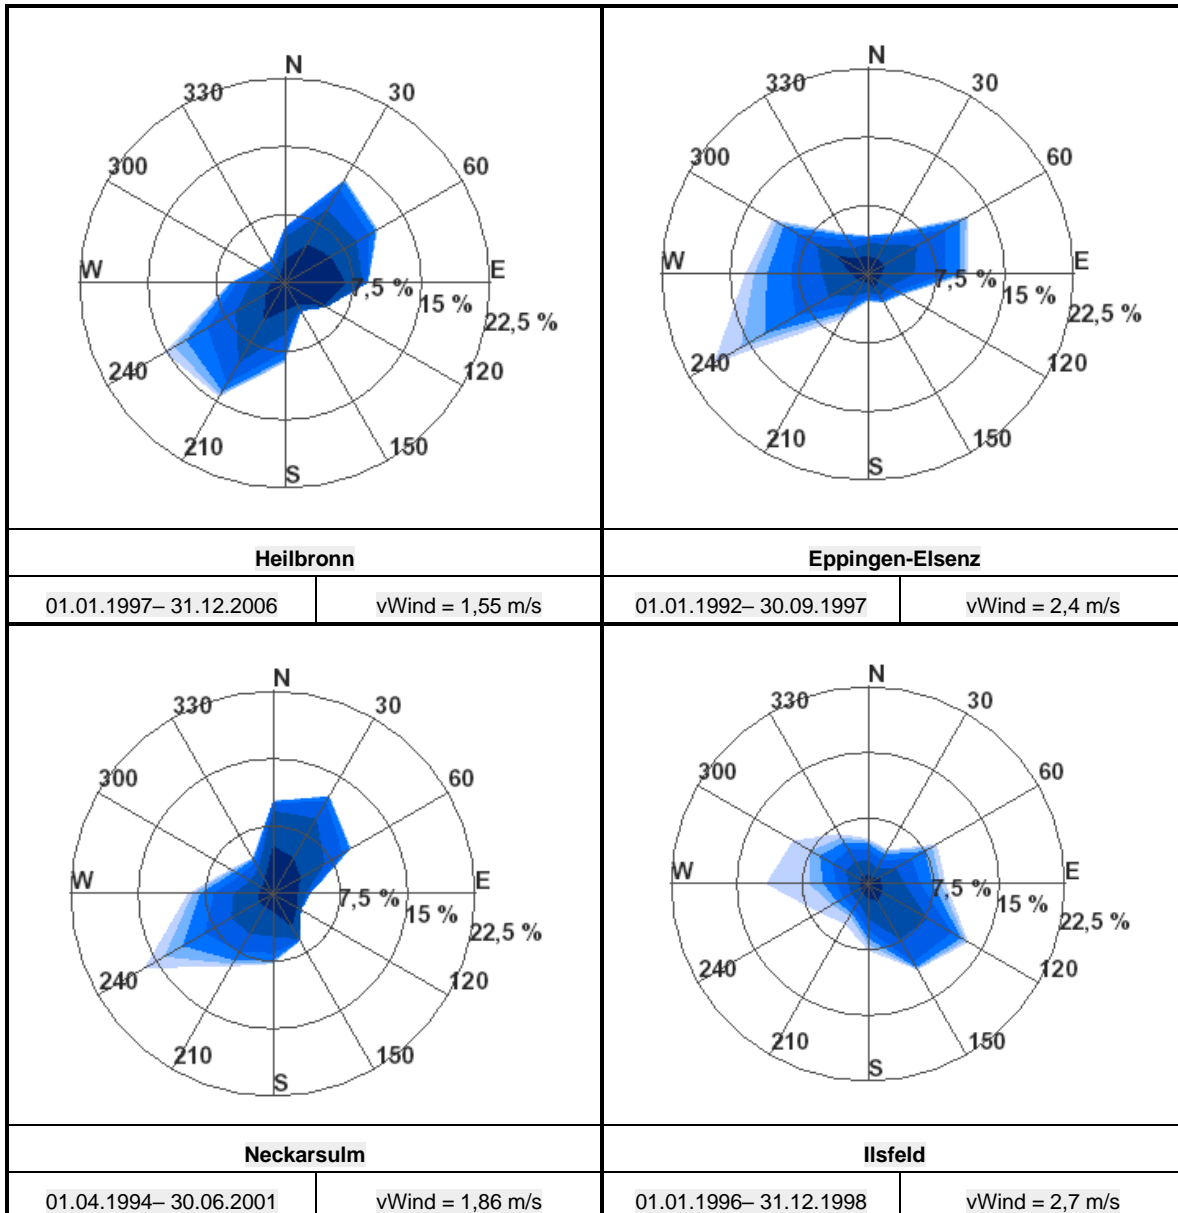 N
330
30
300
60
W
E
7,5 %
15 %
22,5 %
240
120
210
150
S
N
330
30
300
60
W
E
7,5 %
15 %
22,5 %
240
120
210
150
S
Heilbronn
Eppingen-Elsenz
01.01.1997– 31.12.2006
vWind = 1,55 m/s
01.01.1992– 30.09.1997
vWind = 2,4 m/s
N
330
30
300
60
W
E
7,5 %
15 %
22,5 %
240
120
210
150
S
N
330
30
300
60
W
E
7,5 %
15 %
22,5 %
240
120
210
150
S
Neckarsulm
Ilsfeld
01.04.1994– 30.06.2001
vWind = 1,86 m/s
01.01.1996– 31.12.1998
vWind = 2,7 m/s